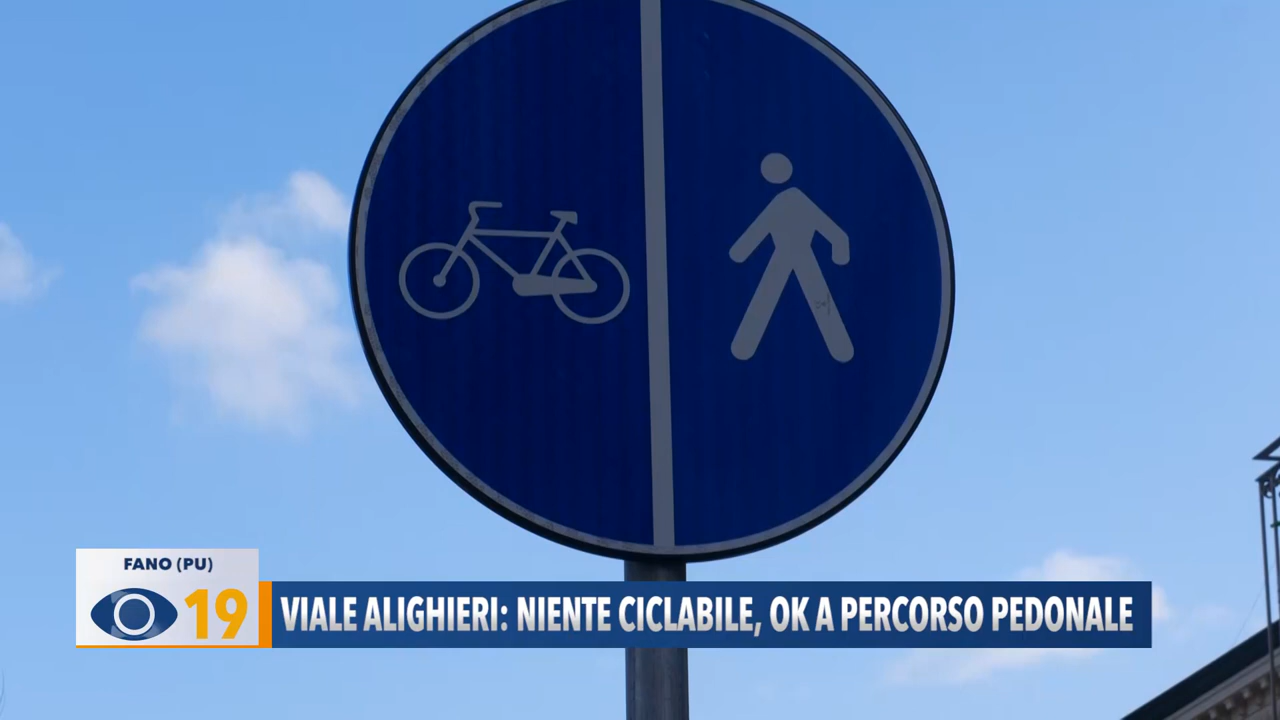 FANO (PU)
19
VIALE ALIGHIERI: NIENTE CICLABILE, OK A PERCORSO PEDONALE